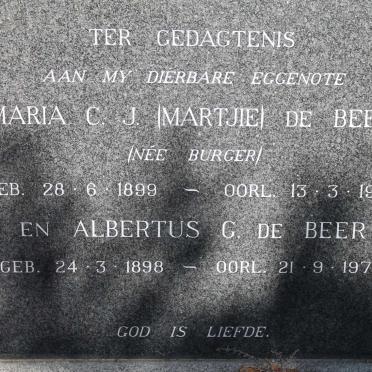 TER GEDAGTENIS
AAN MY DIERBARE EGGENOTE
MARIA C. J. (MARTJIE) DE BEE
(NÉE BURGER)
EB. 28·6·1899 ~ OORL. 13·3·19
EN ALBERTUS G. DE BEER
GEB. 24·3·1898 ~ OORL. 21·9·197
GOD IS LIEFDE.